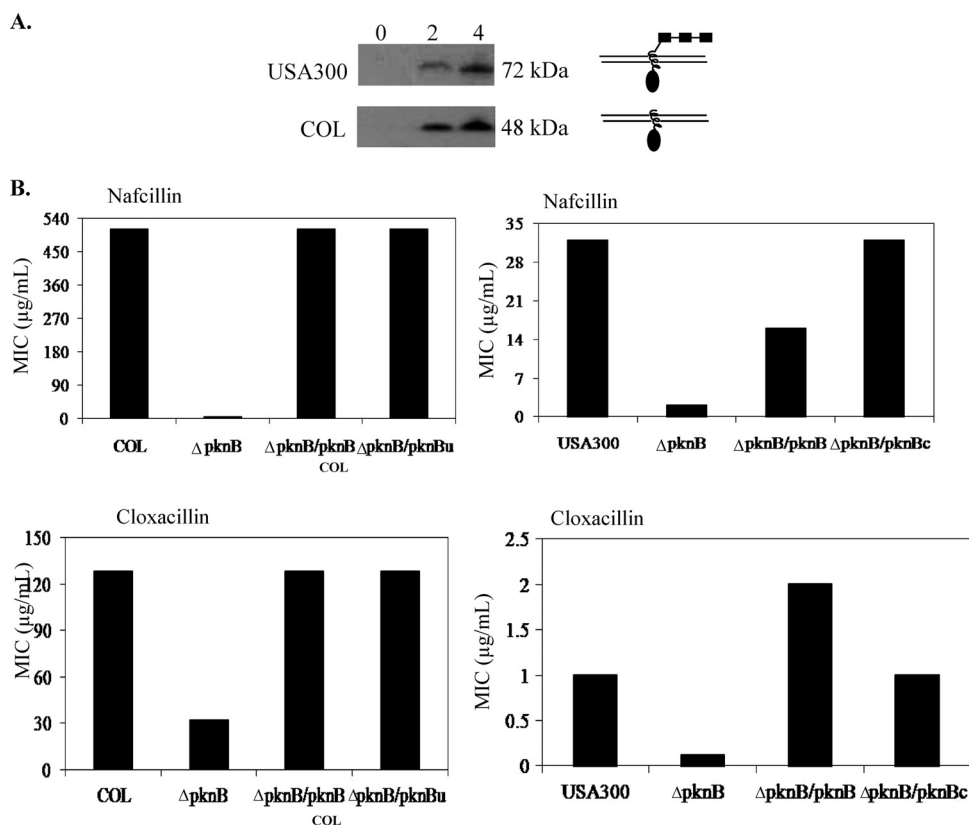 A.
0 2 4
USA300 72 kDa
COL 48 kDa
B.
Nafcillin
MIC (µg/mL)
540
450
360
270
180
90
0
COL ΔpknB ΔpknB/pknB ΔpknB/pknBu
COL
Nafcillin
MIC (µg/mL)
35
28
21
14
7
0
USA300 ΔpknB ΔpknB/pknB ΔpknB/pknBc
Cloxacillin
MIC (µg/mL)
150
120
90
60
30
0
COL ΔpknB ΔpknB/pknB ΔpknB/pknBu
COL
Cloxacillin
MIC (µg/mL)
2.5
2
1.5
1
0.5
0
USA300 ΔpknB ΔpknB/pknB ΔpknB/pknBc